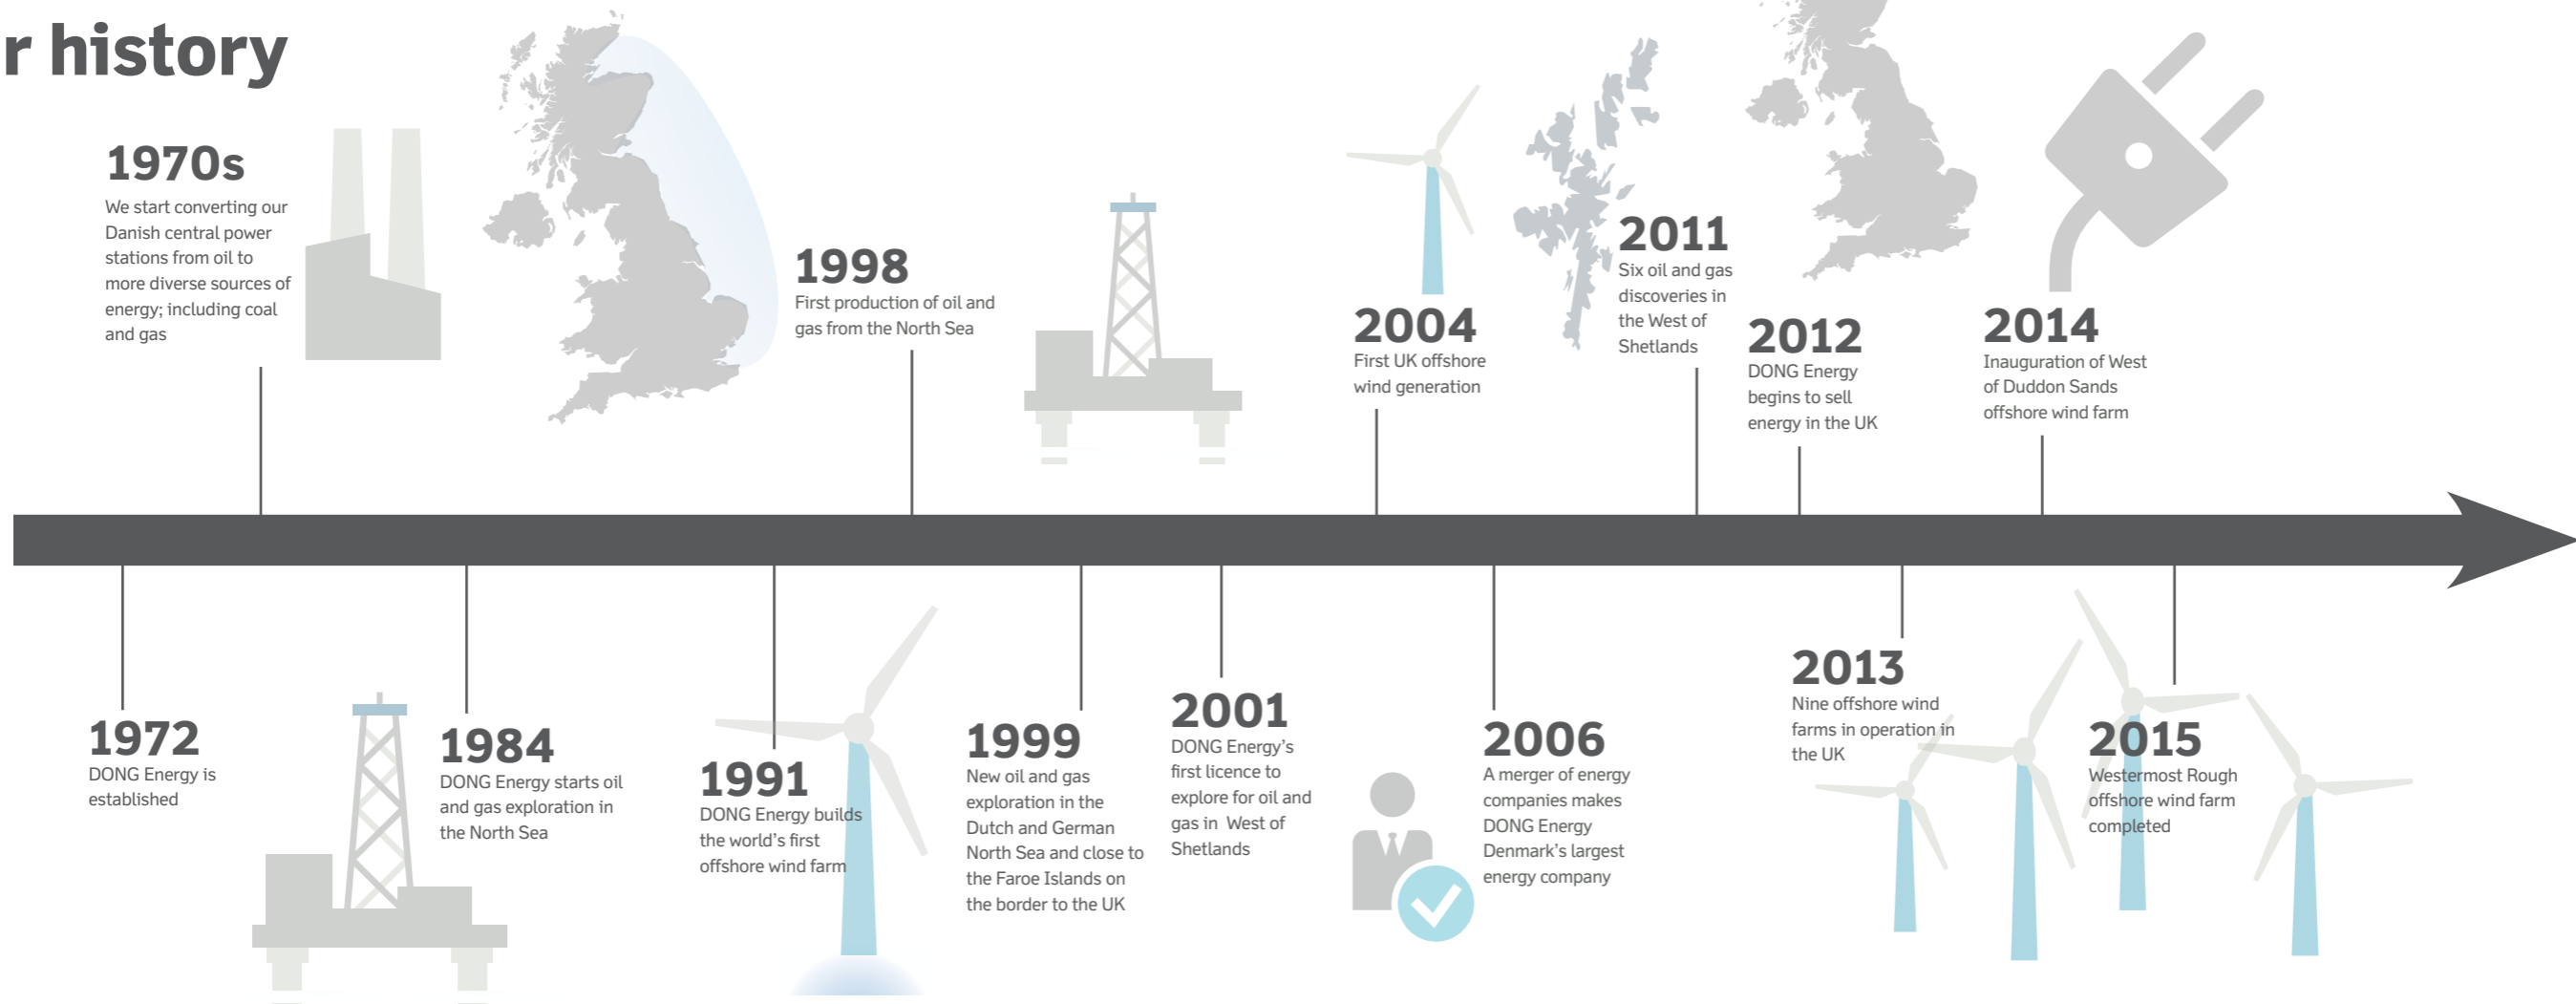 r history
1970s
We start converting our
Danish central power
stations from oil to
more diverse sources of
energy; including coal
and gas
1998
First production of oil and
gas from the North Sea
2004
First UK offshore
wind generation
2011
Six oil and gas
discoveries in
the West of
Shetlands
2012
DONG Energy
begins to sell
energy in the UK
2014
Inauguration of West
of Duddon Sands
offshore wind farm
1972
DONG Energy is
established
1984
DONG Energy starts oil
and gas exploration in
the North Sea
1991
DONG Energy builds
the world's first
offshore wind farm
1999
New oil and gas
exploration in the
Dutch and German
North Sea and close to
the Faroe Islands on
the border to the UK
2001
DONG Energy's
first licence to
explore for oil and
gas in West of
Shetlands
2006
A merger of energy
companies makes
DONG Energy
Denmark's largest
energy company
2013
Nine offshore wind
farms in operation in
the UK
2015
Westermost Rough
offshore wind farm
completed